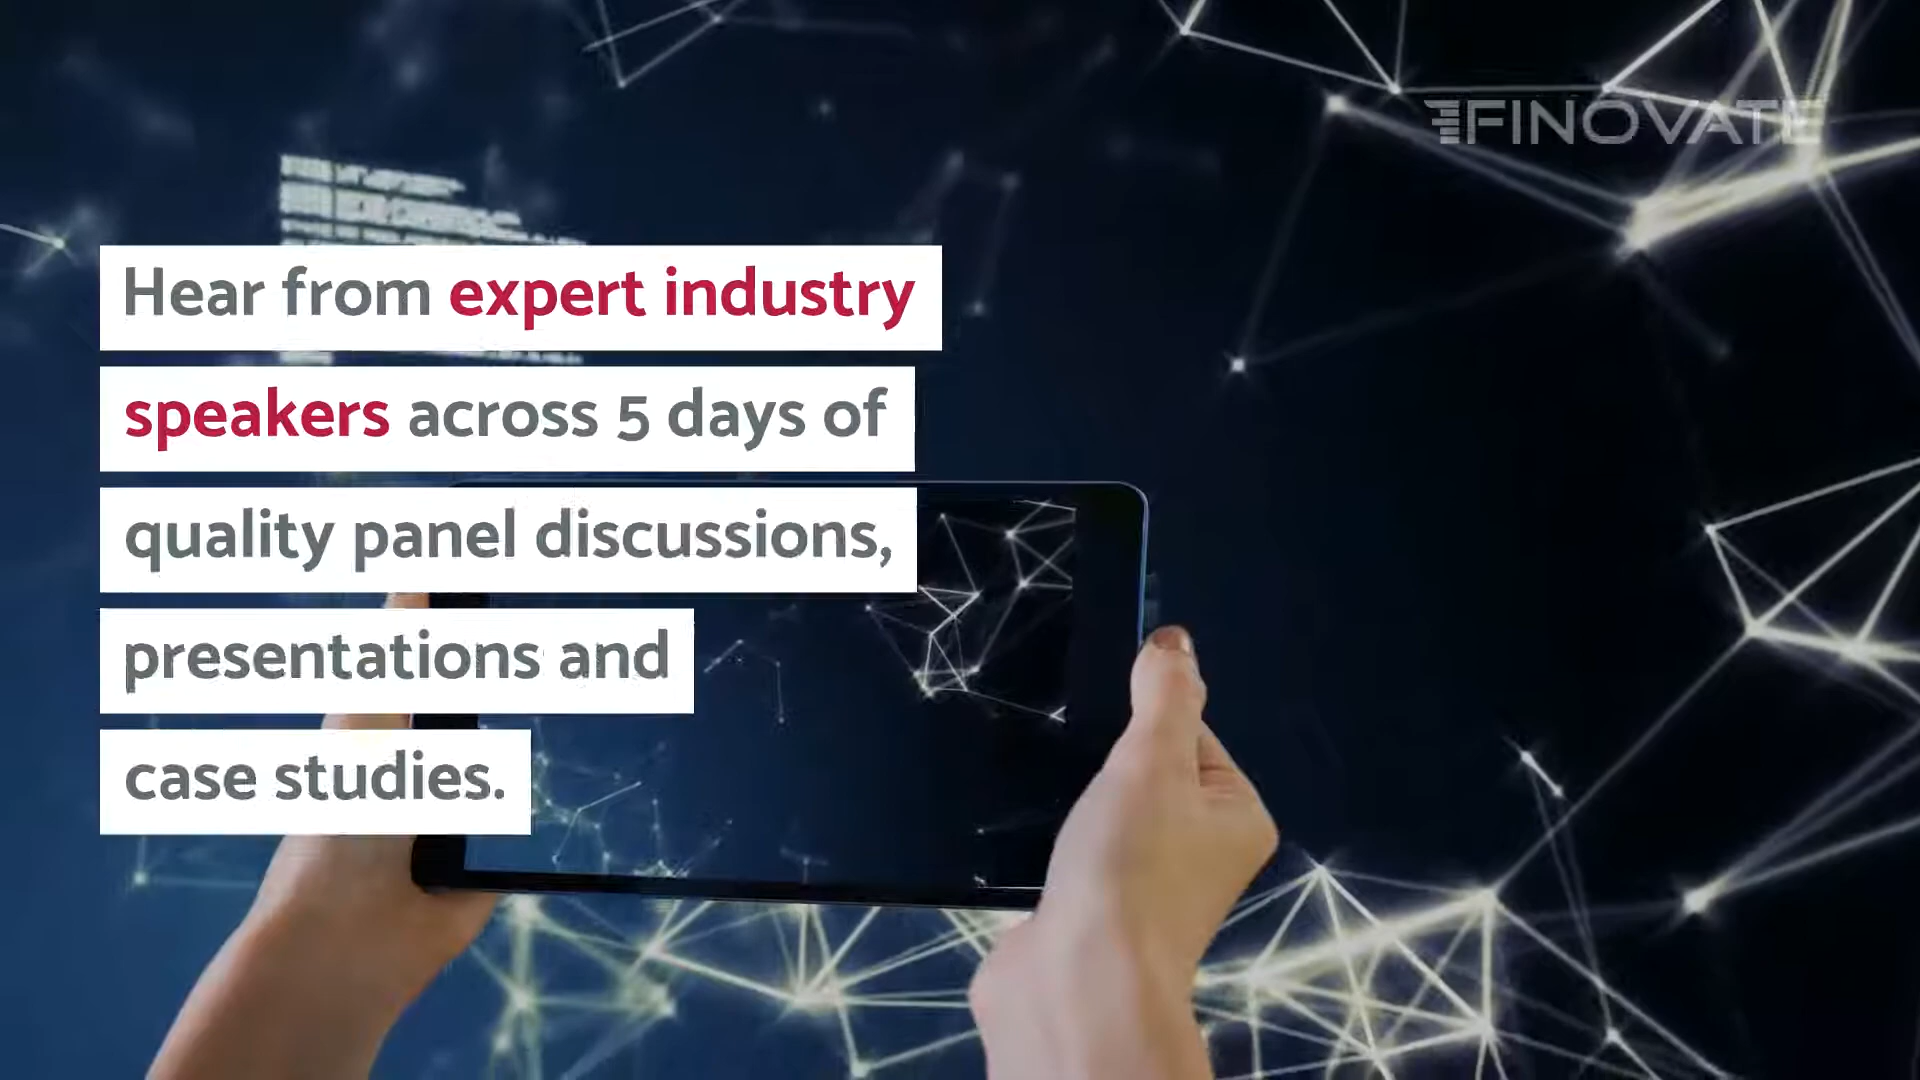 FINOVATE
Hear from expert industry
speakers across 5 days of
quality panel discussions,
presentations and
case studies.